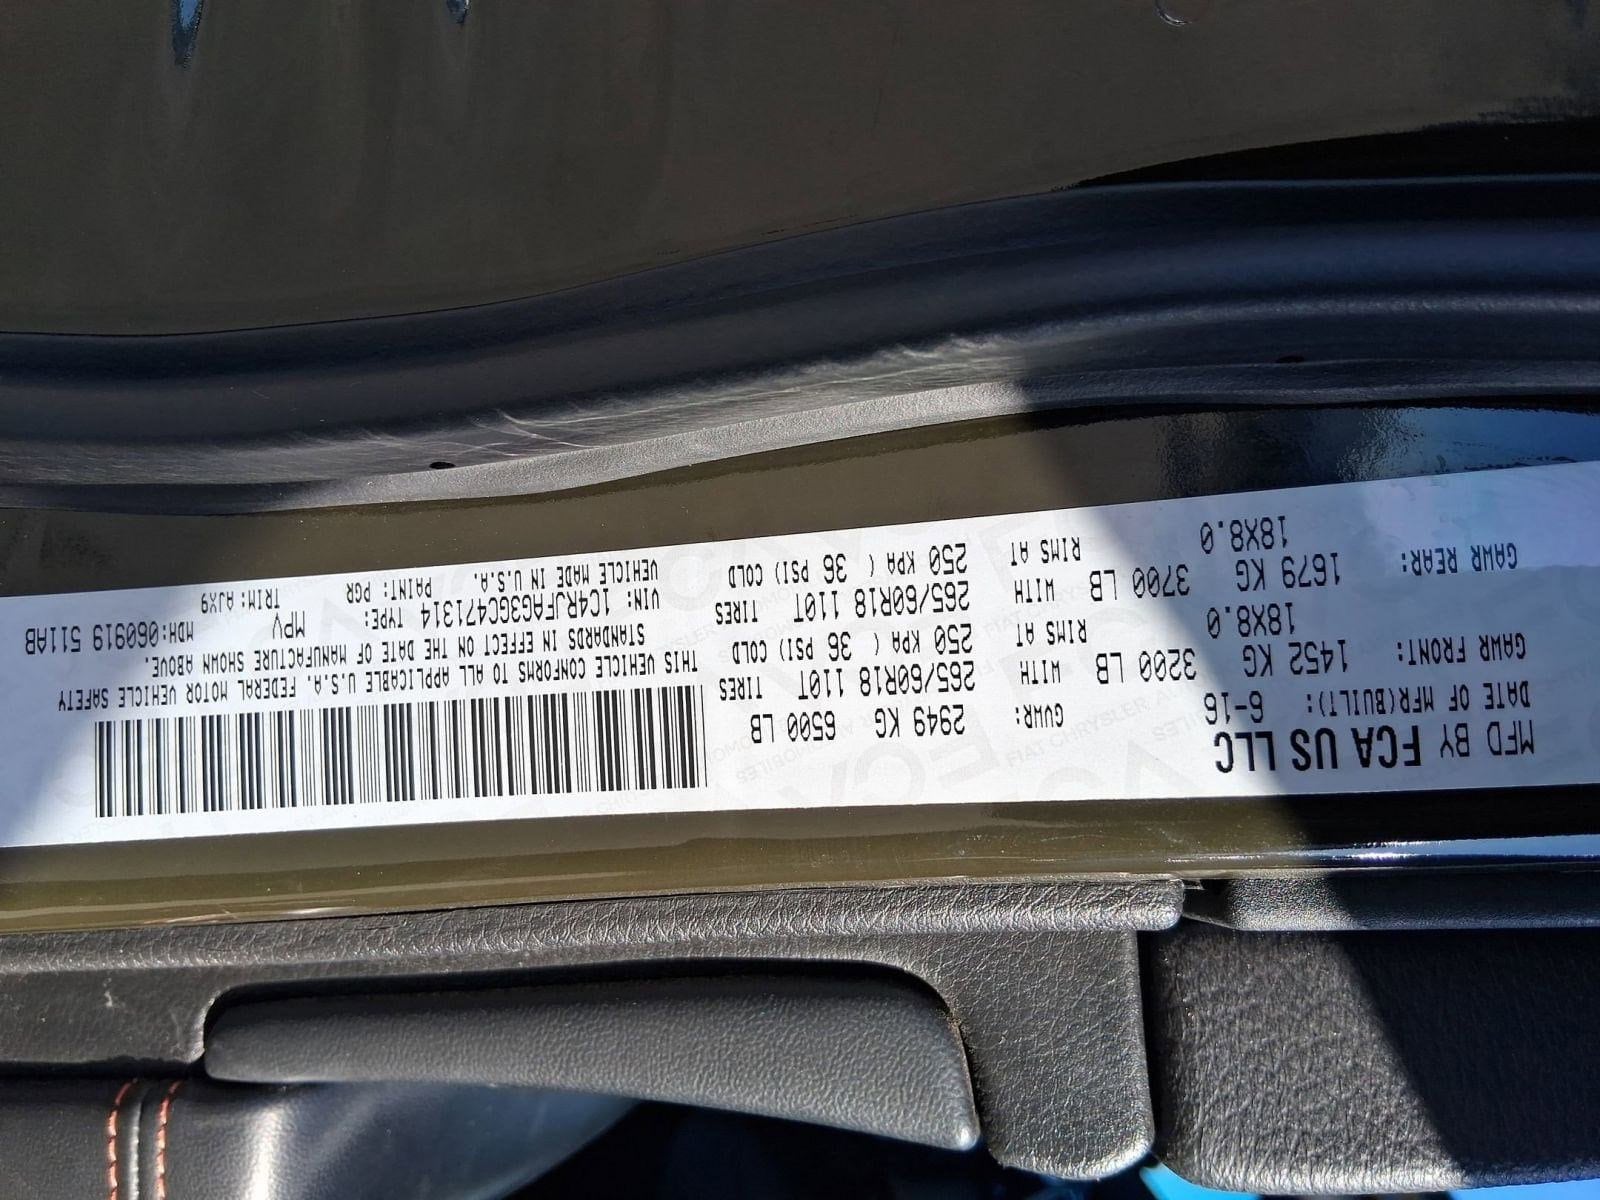 MFD BY FCA US LLC
DATE OF MFR(BUILT): 6-16 GVWR: 2949 KG 6500 LB
GAWR FRONT: 1452 KG 3200 LB WITH 265/60R18 110T TIRES
18X8.0 RIMS AT 250 KPA ( 36 PSI) COLD
GAWR REAR: 1679 KG 3700 LB WITH 265/60R18 110T TIRES
18X8.0 RIMS AT 250 KPA ( 36 PSI) COLD
THIS VEHICLE CONFORMS TO ALL APPLICABLE U.S.A. FEDERAL MOTOR VEHICLE SAFETY
STANDARDS IN EFFECT ON THE DATE OF MANUFACTURE SHOWN ABOVE.
VIN: 1C4RJFAG3GC471314 TYPE: MPV MDH:060919 511AB
VEHICLE MADE IN U.S.A. PAINT: PGR TRIM:AJX9